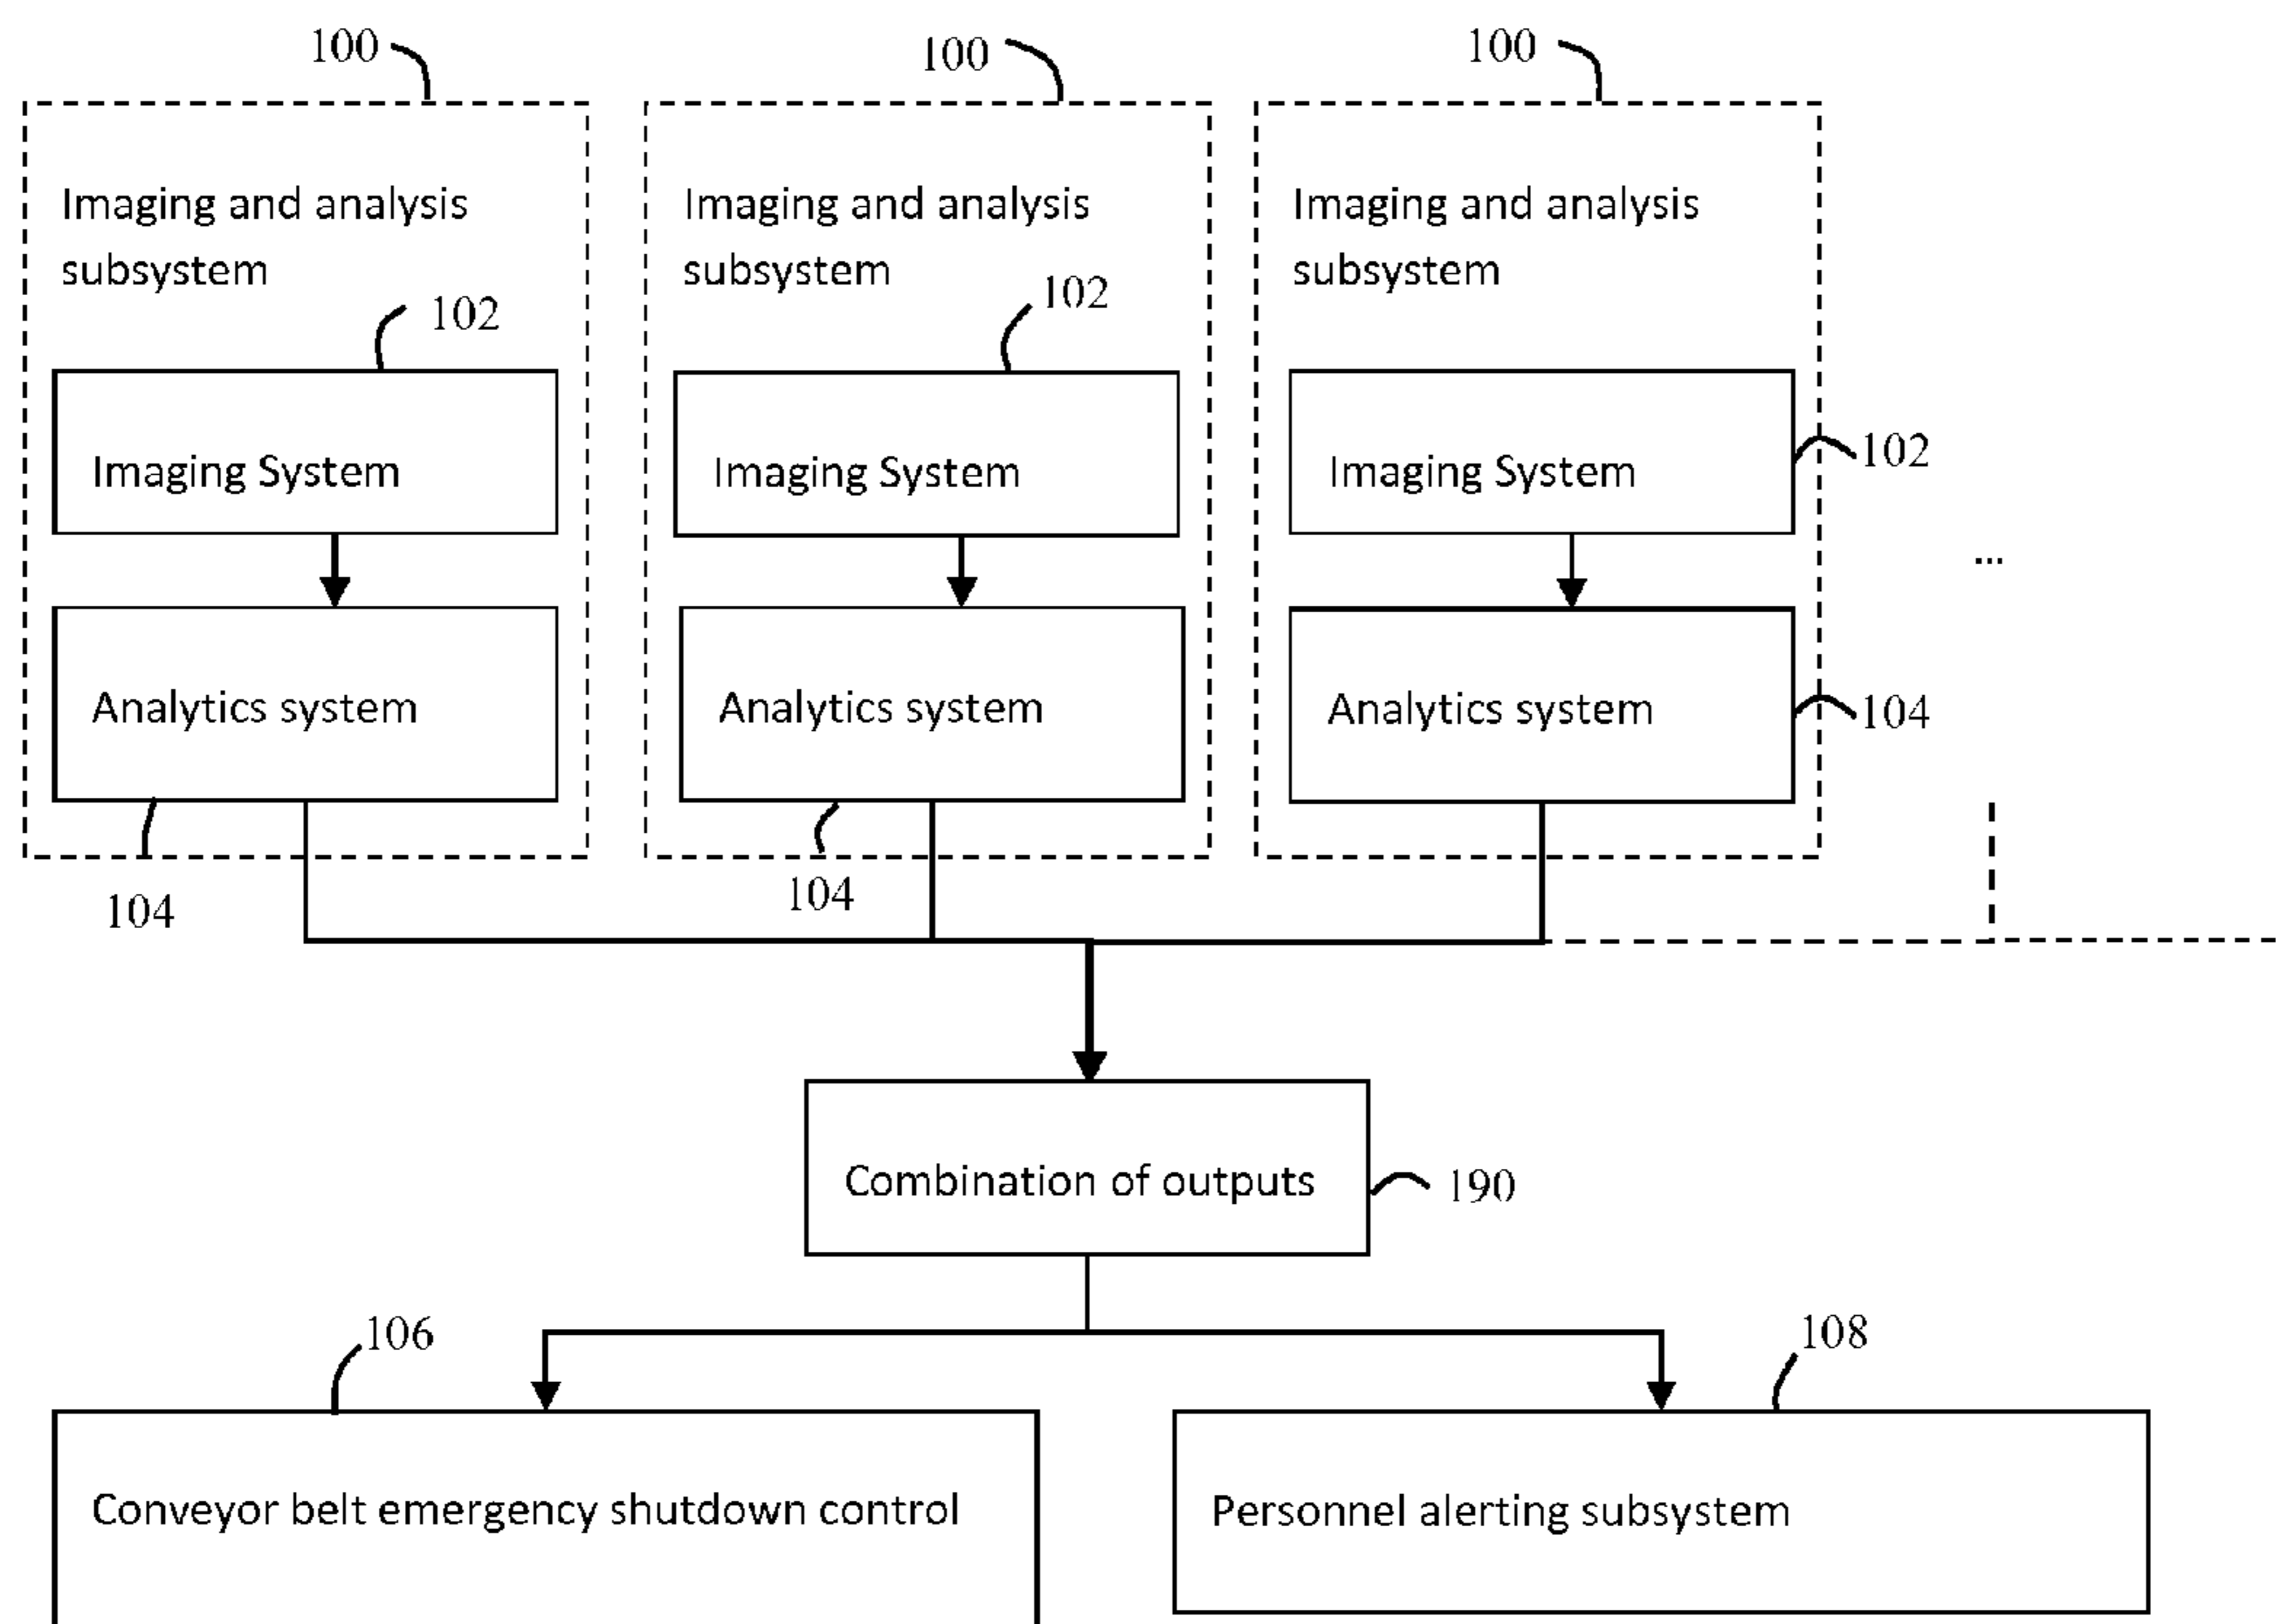 100
100
100
Imaging and analysis
subsystem
Imaging and analysis
subsystem
Imaging and analysis
subsystem
102
102
102
Imaging System
Imaging System
Imaging System
...
Analytics system
Analytics system
Analytics system
104
104
104
Combination of outputs
190
106
108
Conveyor belt emergency shutdown control
Personnel alerting subsystem